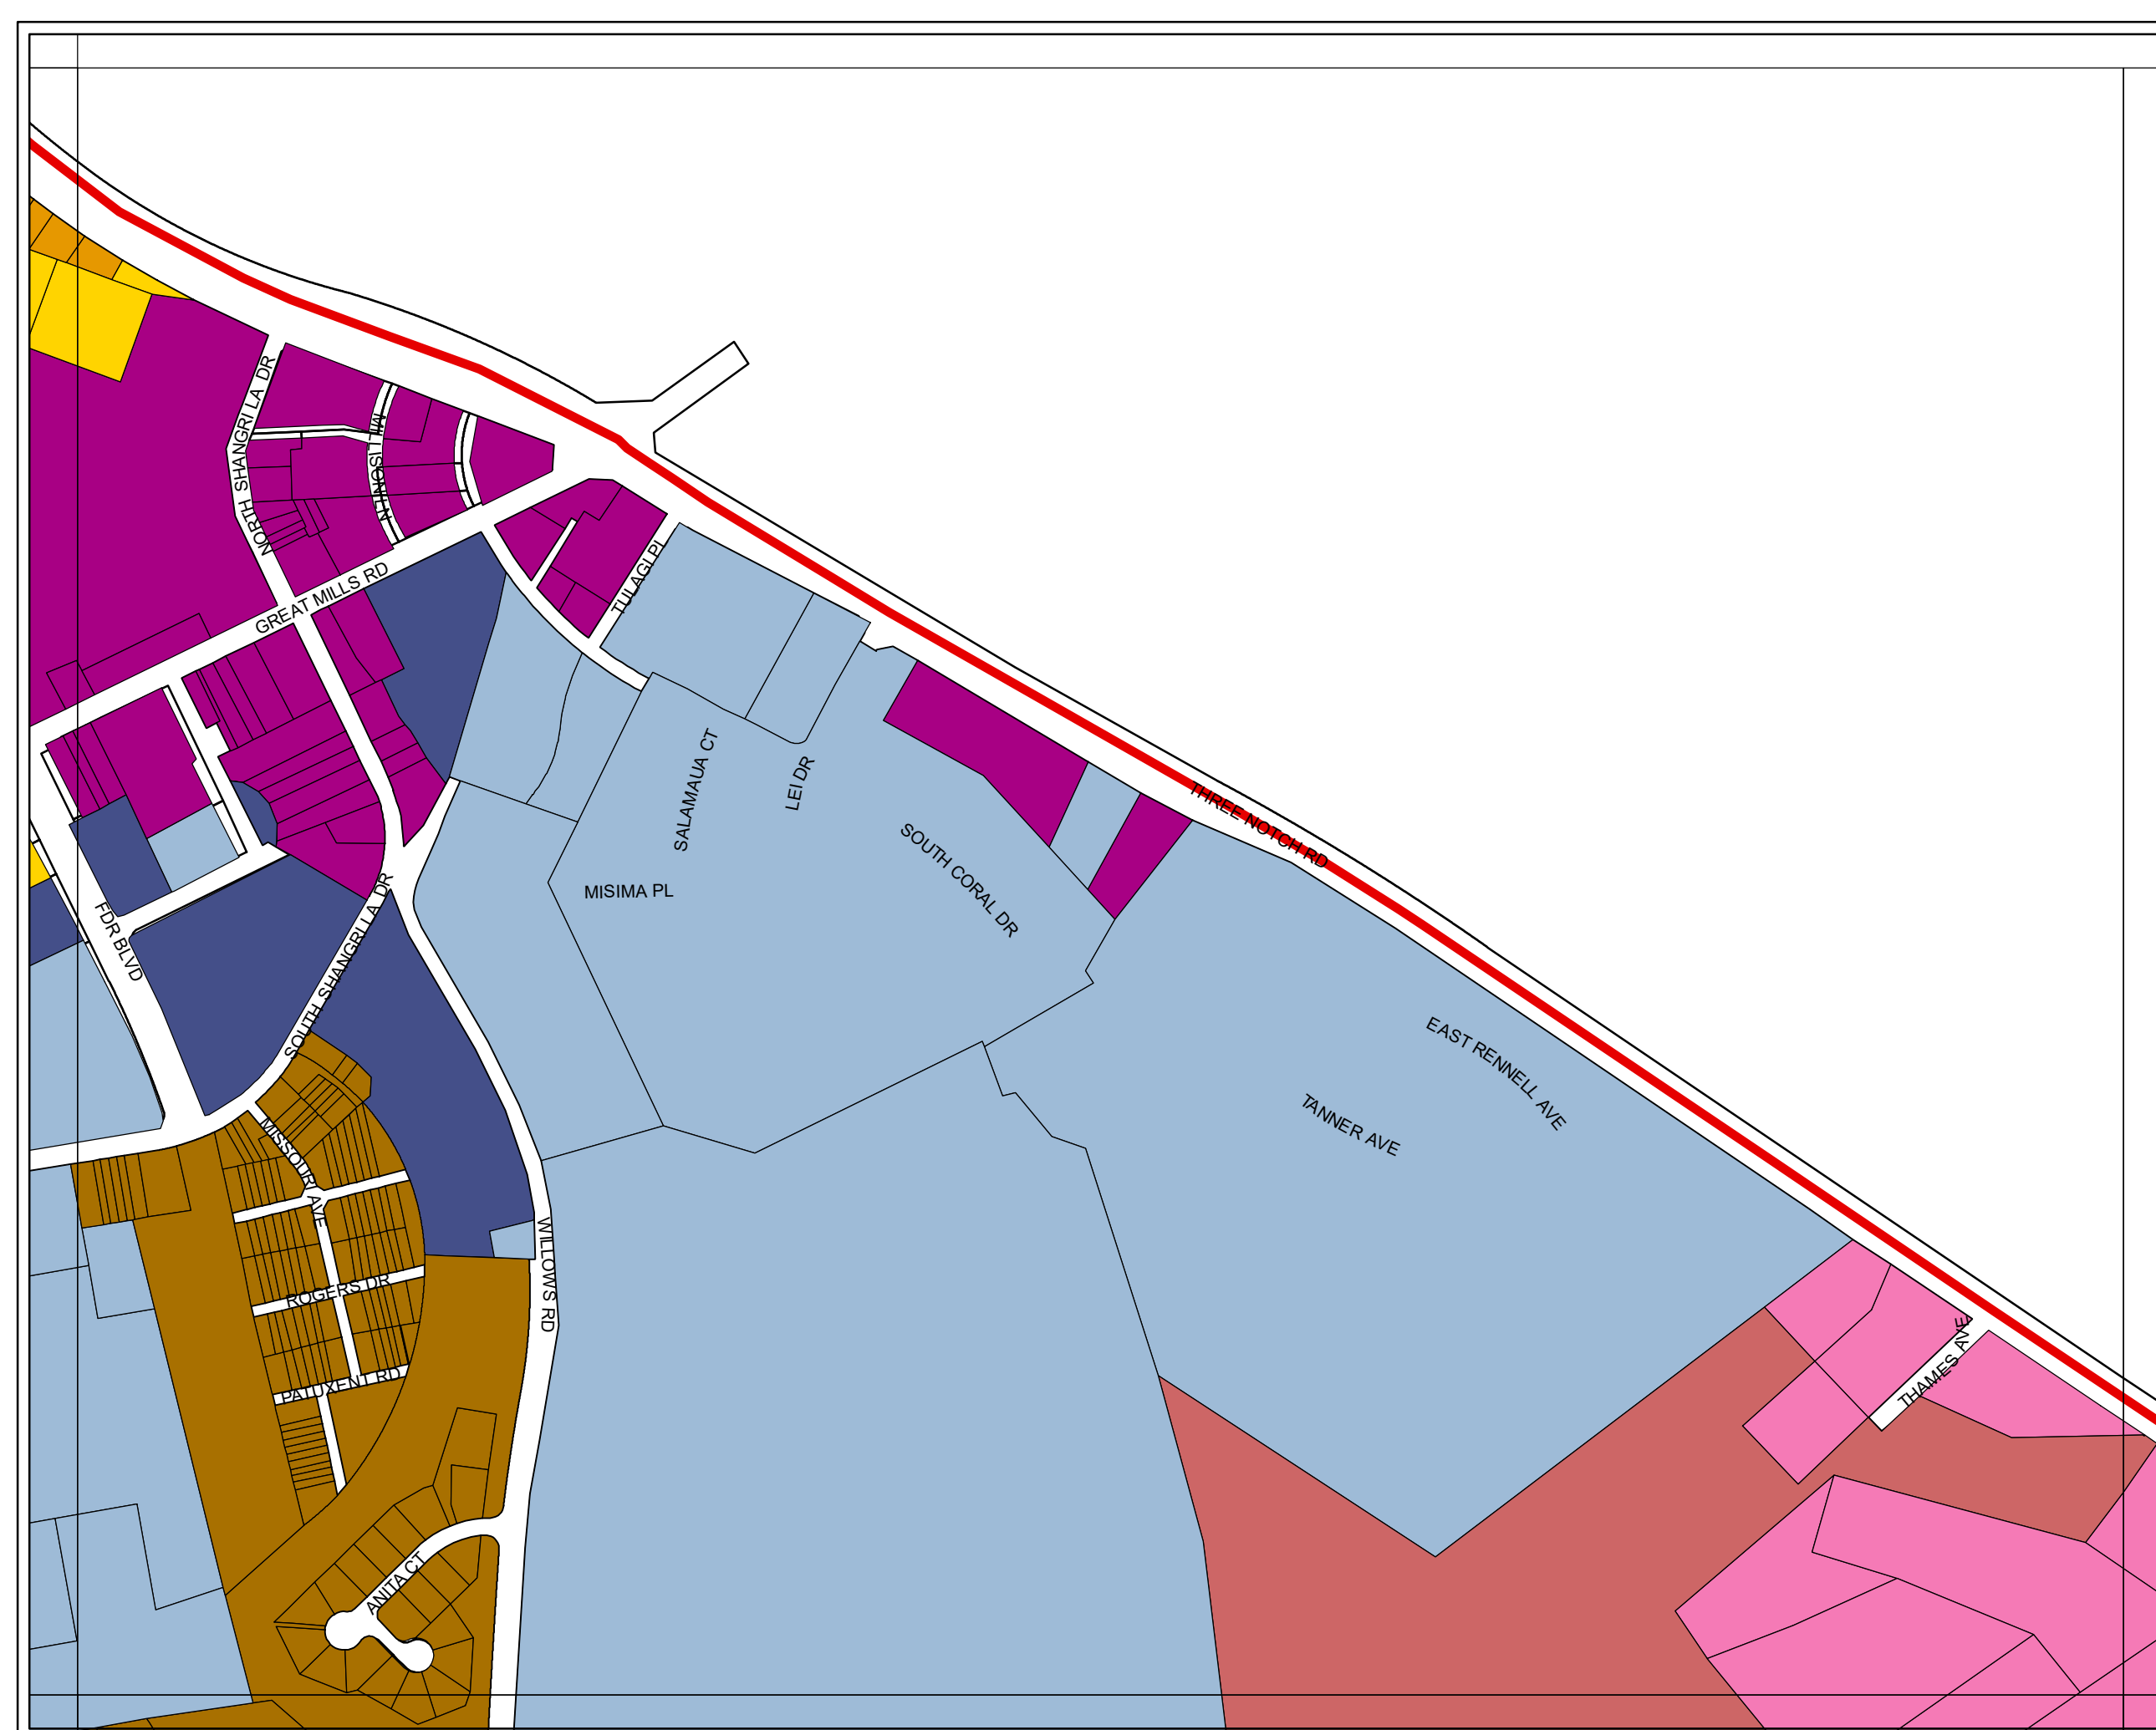 NORTH SHANGRI LA DR
MILISON LN
GREAT MILLS RD
TULAGI PL
SALAMAUA CT
LEI DR
THREE NOTCH RD
SOUTH CORAL DR
MISIMA PL
FDR BLVD
SOUTH SHANGRI LA DR
EAST RENNELL AVE
TANNER AVE
MISSOURI AVE
WILLOWS RD
ROGERS DR
PATUXENT RD
THAMES AVE
ANITA CT